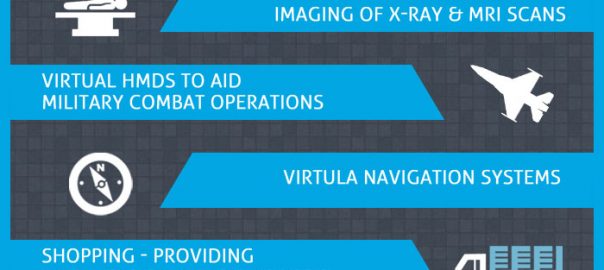 IMAGING OF X-RAY & MRI SCANS
VIRTUAL HMDS TO AID
MILITARY COMBAT OPERATIONS
N
VIRTULA NAVIGATION SYSTEMS
SHOPPING - PROVIDING